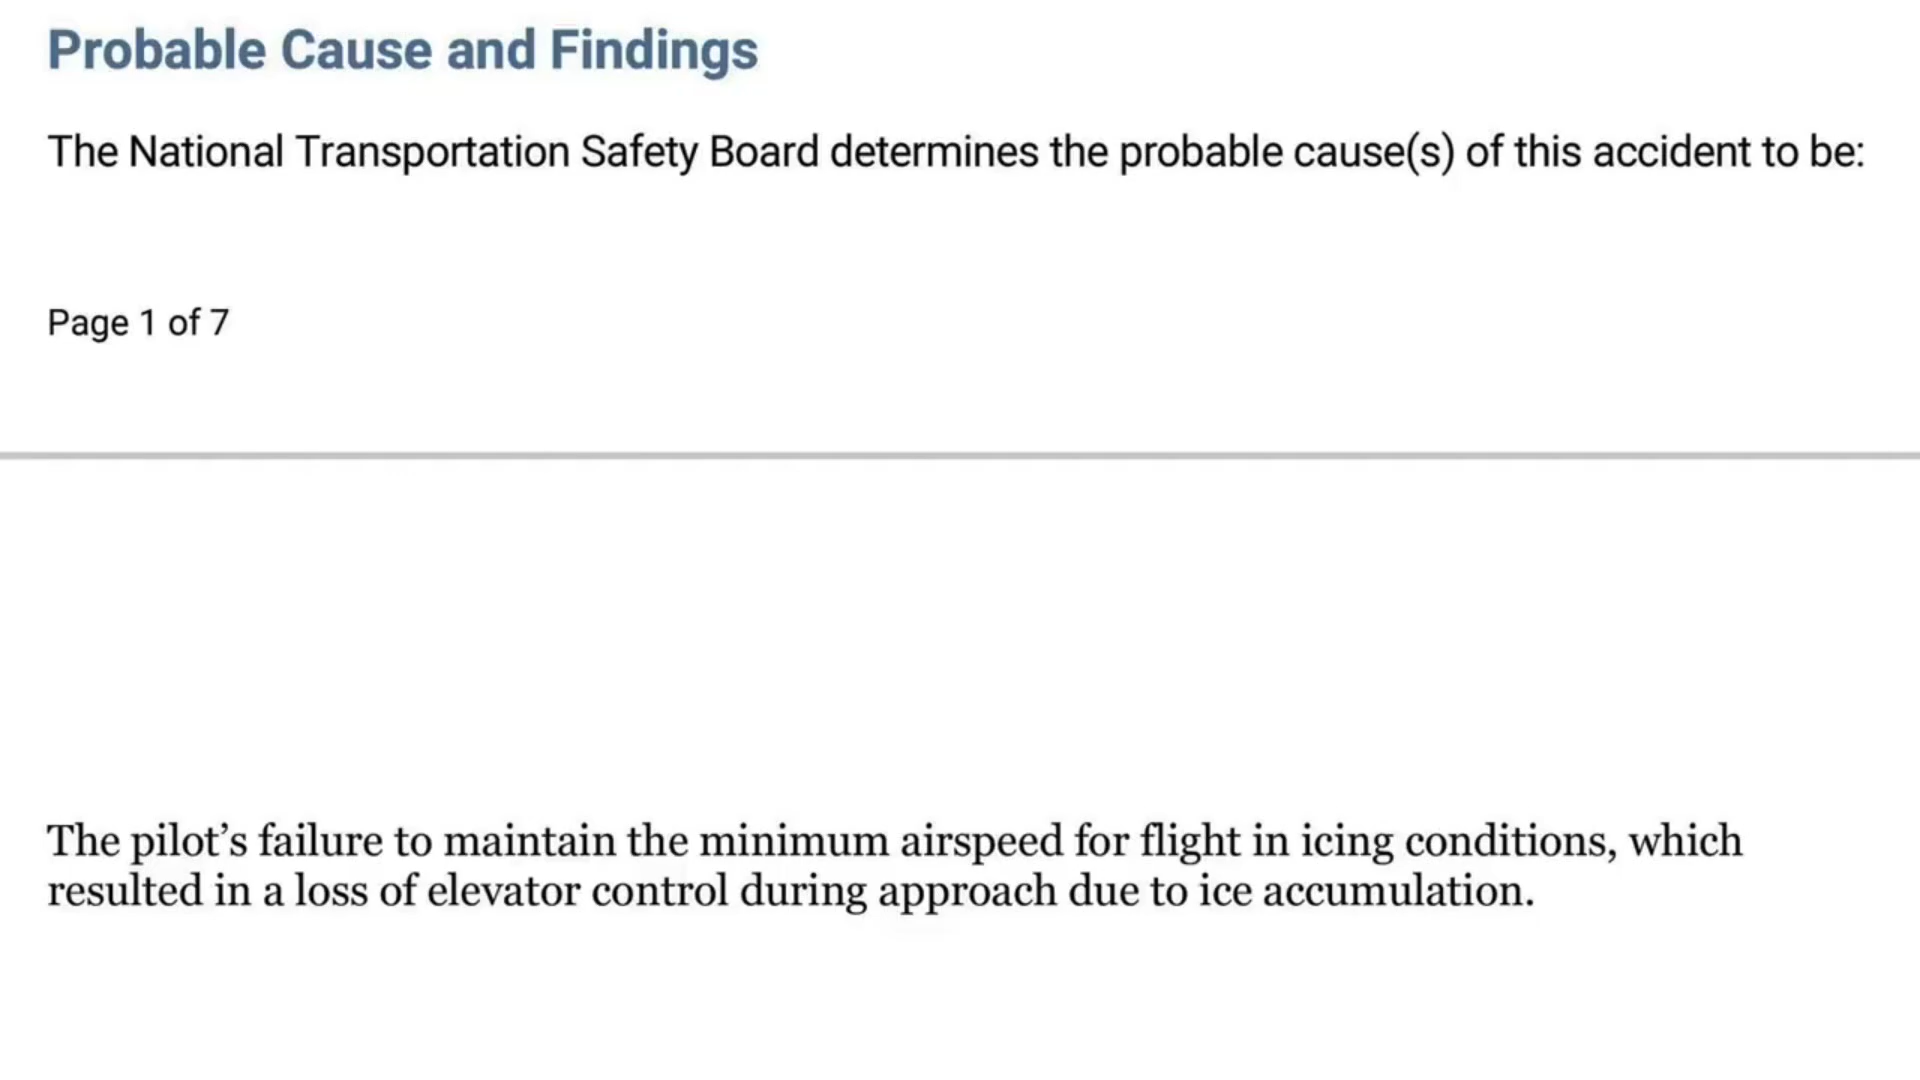 Probable Cause and Findings
The National Transportation Safety Board determines the probable cause(s) of this accident to be:
Page 1 of 7
The pilot’s failure to maintain the minimum airspeed for flight in icing conditions, which
resulted in a loss of elevator control during approach due to ice accumulation.